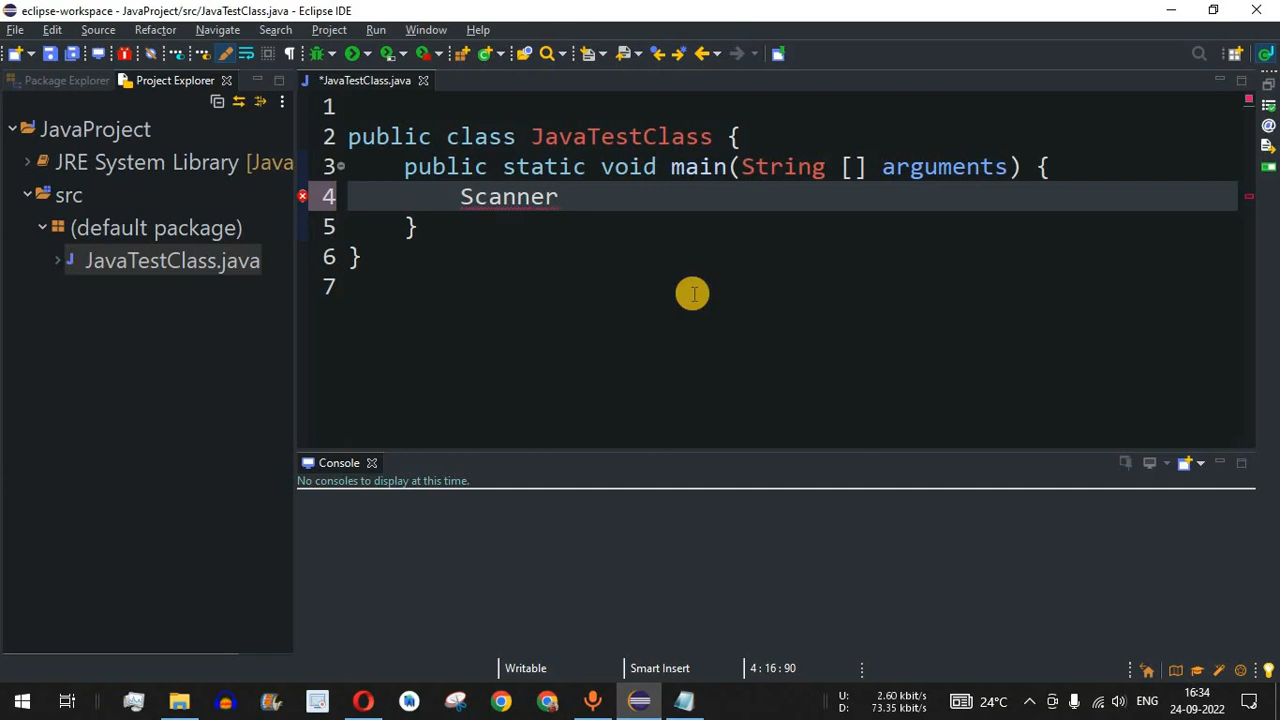 eclipse-workspace - JavaProject/src/JavaTestClass.java - Eclipse IDE
File Edit Source Refactor Navigate Search Project Run Window Help
Package Explorer Project Explorer *JavaTestClass.java
1
2 public class JavaTestClass {
3 public static void main(String [] arguments) {
4 Scanner
5 }
6 }
7
JavaProject
JRE System Library [Java
src
(default package)
JavaTestClass.java
Console
No consoles to display at this time.
Writable Smart Insert 4 : 16 : 90
U: 2.60 kbit/s
D: 73.35 kbit/s
24°C
ENG
16:34
24-09-2022